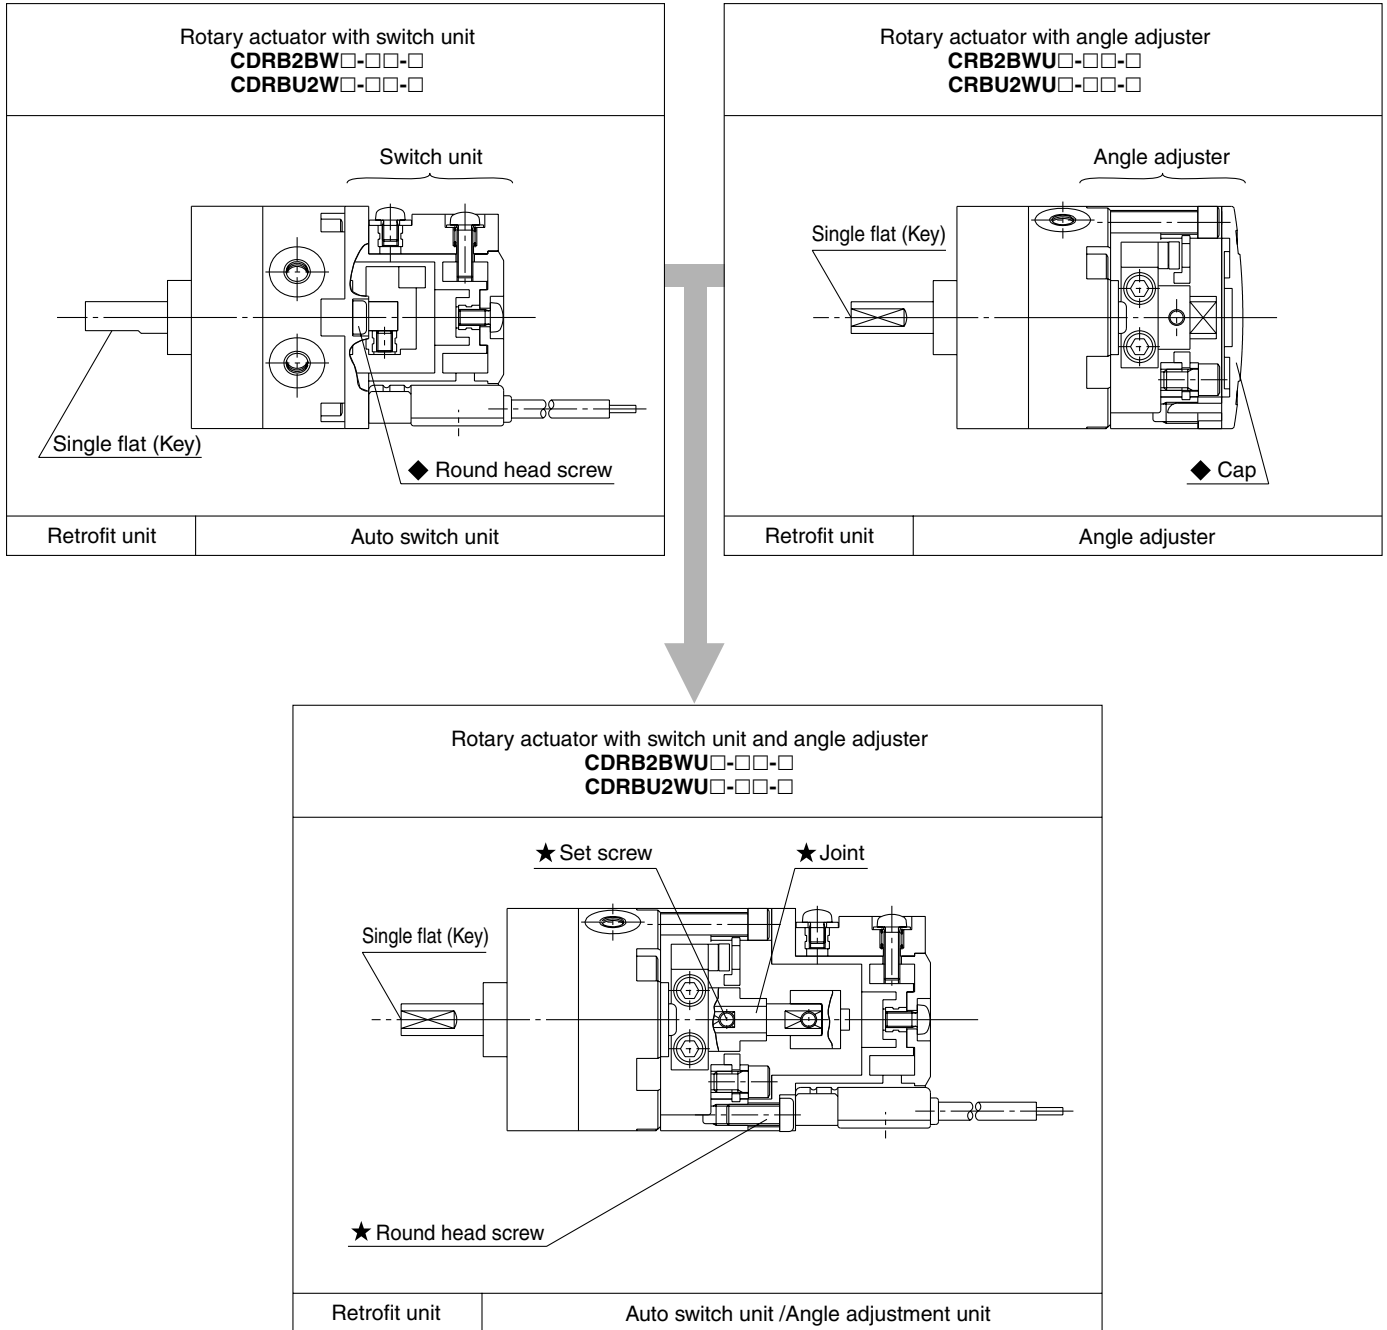 Rotary actuator with switch unit
CDRB2BW□-□□-□
CDRBU2W□-□□-□
Switch unit
Single flat (Key)
◆ Round head screw
Retrofit unit
Auto switch unit
Rotary actuator with angle adjuster
CRB2BWU□-□□-□
CRBU2WU□-□□-□
Angle adjuster
Single flat (Key)
◆ Cap
Retrofit unit
Angle adjuster
Rotary actuator with switch unit and angle adjuster
CDRB2BWU□-□□-□
CDRBU2WU□-□□-□
★ Set screw
★ Joint
Single flat (Key)
★ Round head screw
Retrofit unit
Auto switch unit /Angle adjustment unit